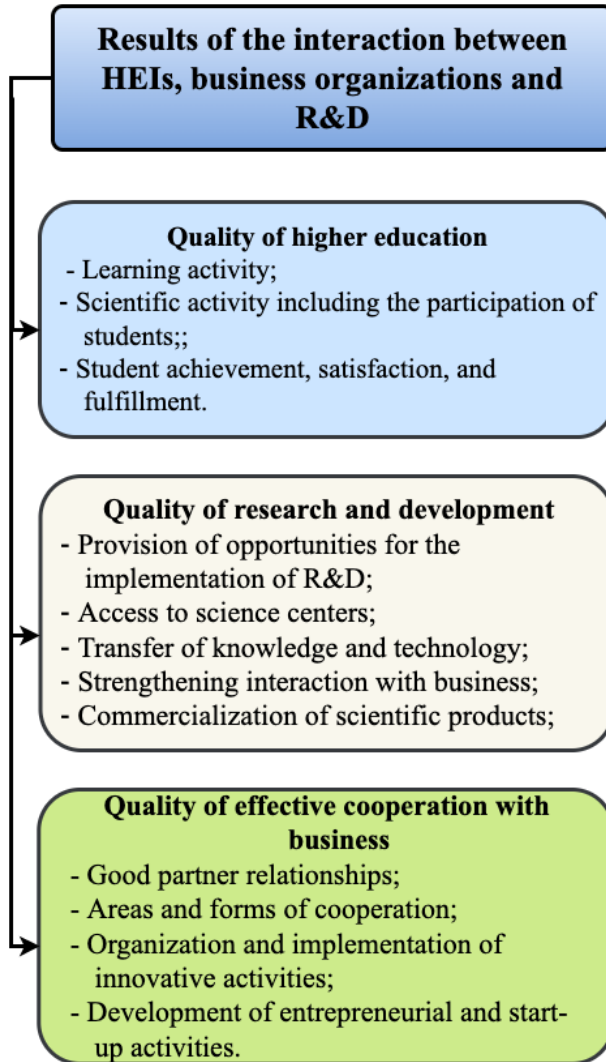 Results of the interaction between
HEIs, business organizations and
R&D
Quality of higher education
- Learning activity;
- Scientific activity including the participation of
students;;
- Student achievement, satisfaction, and
fulfillment.
Quality of research and development
- Provision of opportunities for the
implementation of R&D;
- Access to science centers;
- Transfer of knowledge and technology;
- Strengthening interaction with business;
- Commercialization of scientific products;
Quality of effective cooperation with
business
- Good partner relationships;
- Areas and forms of cooperation;
- Organization and implementation of
innovative activities;
- Development of entrepreneurial and start-
up activities.